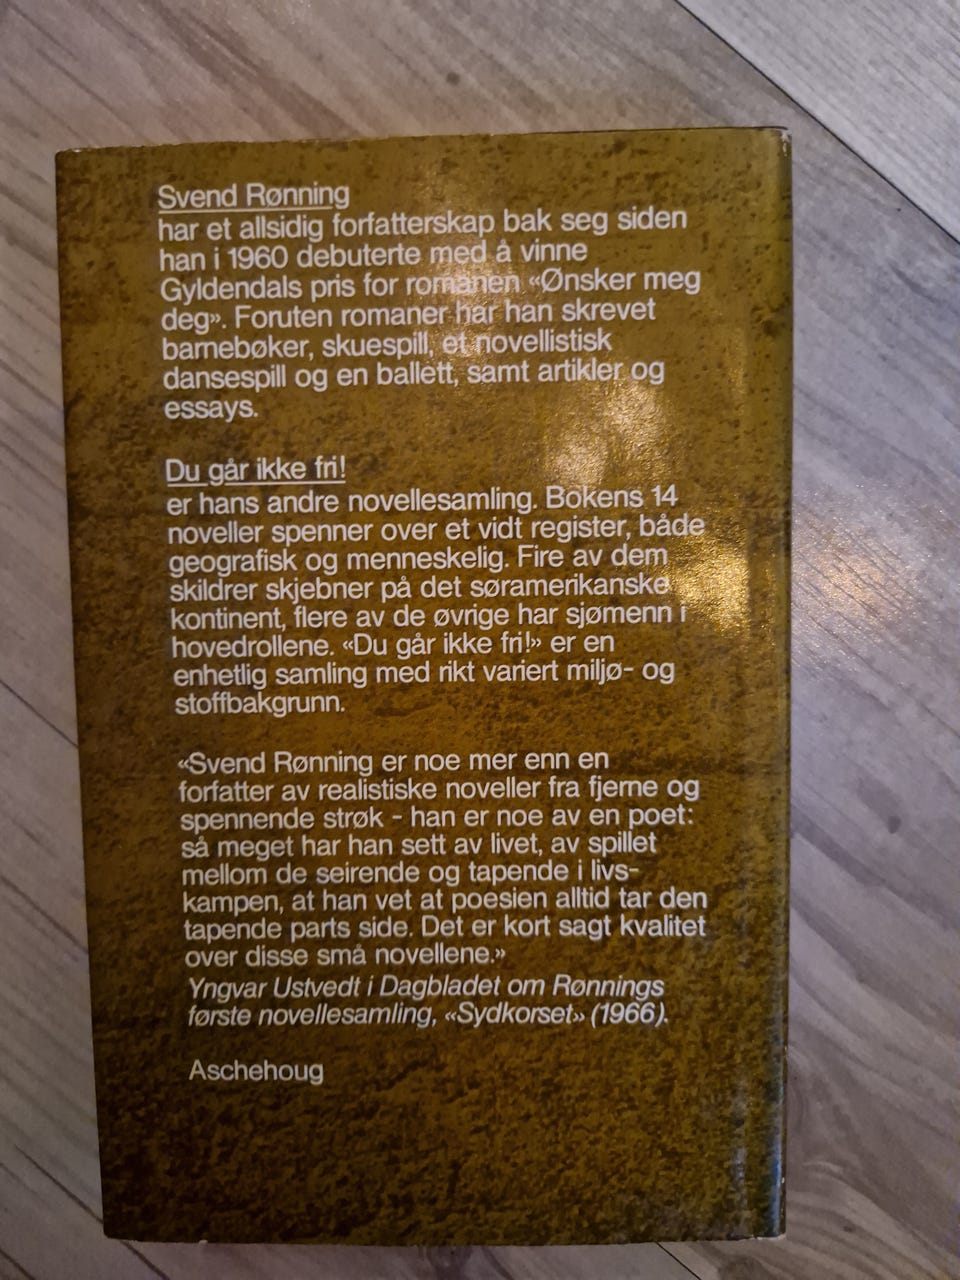 Svend Rønning
har et allsidig forfatterskap bak seg siden
han i 1960 debuterte med å vinne
Gyldendals pris for romanen «Ønsker meg
deg». Foruten romaner har han skrevet
barnebøker, skuespill, et novellistisk
dansespill og en ballett, samt artikler og
essays.
Du går ikke fri!
er hans andre novellesamling. Bokens 14
noveller spenner over et vidt register, både
geografisk og menneskelig. Fire av dem
skildrer skjebner på det søramerikanske
kontinent, flere av de øvrige har sjømenn i
hovedrollene. «Du går ikke fri!» er en
enhetlig samling med rikt variert miljø- og
stoffbakgrunn.
«Svend Rønning er noe mer enn en
forfatter av realistiske noveller fra fjerne og
spennende strøk - han er noe av en poet:
så meget har han sett av livet, av spillet
mellom de seirende og tapende i livs-
kampen, at han vet at poesien alltid tar den
tapende parts side. Det er kort sagt kvalitet
over disse små novellene.»
Yngvar Ustvedt i Dagbladet om Rønnings
første novellesamling, «Sydkorset» (1966).
Aschehoug